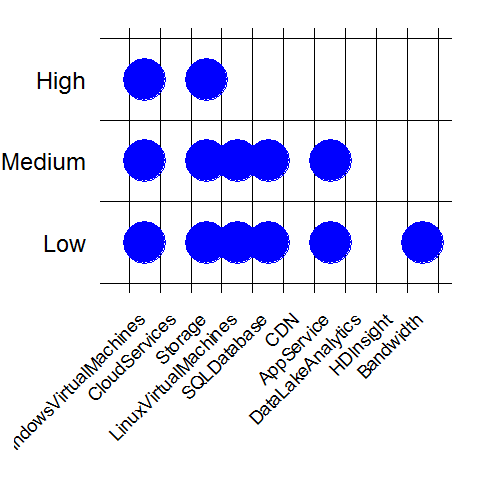 High
Medium
Low
ndowsVirtualMachines
CloudServices
Storage
LinuxVirtualMachines
SQLDatabase
CDN
AppService
DataLakeAnalytics
HDInsight
Bandwidth